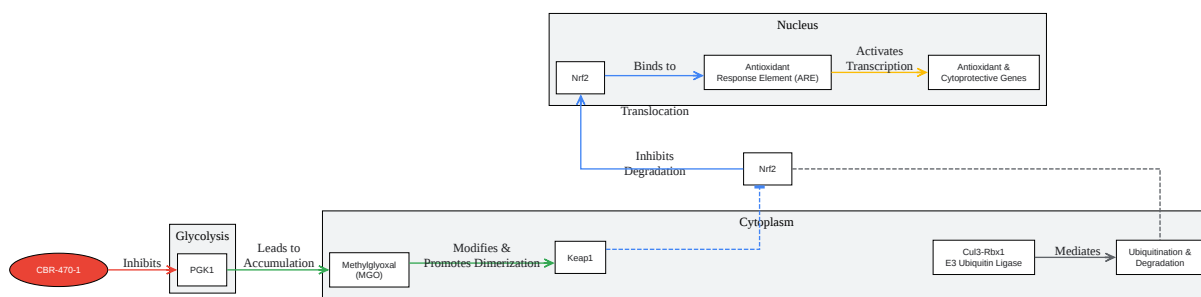 Nucleus
Nrf2
Binds to
Antioxidant
Response Element (ARE)
Activates
Transcription
Antioxidant &
Cytoprotective Genes
Translocation
Inhibits
Degradation
Nrf2
Cytoplasm
Glycolysis
CBR-470-1
Inhibits
PGK1
Leads to
Accumulation
Methylglyoxal
(MGO)
Modifies &
Promotes Dimerization
Keap1
Cul3-Rbx1
E3 Ubiquitin Ligase
Mediates
Ubiquitination &
Degradation